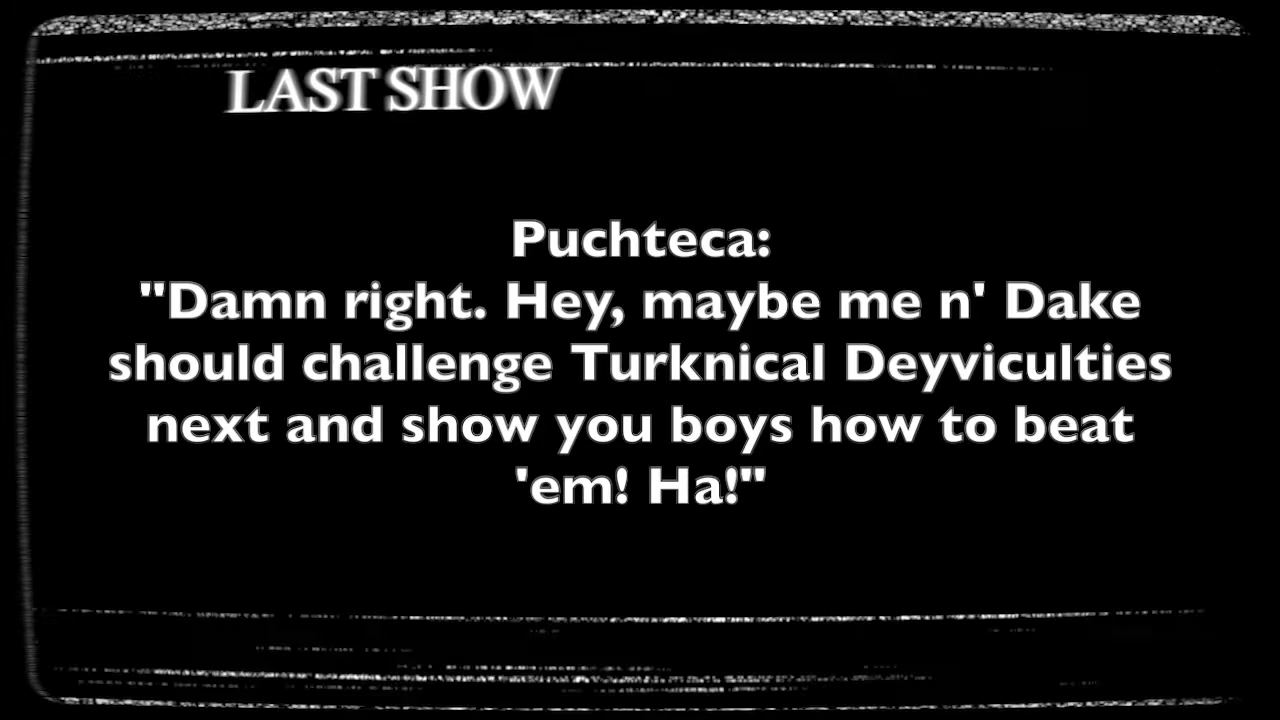 LAST SHOW
Puchteca:
"Damn right. Hey, maybe me n' Dake
should challenge Turknical Deyviculties
next and show you boys how to beat
'em! Ha!"